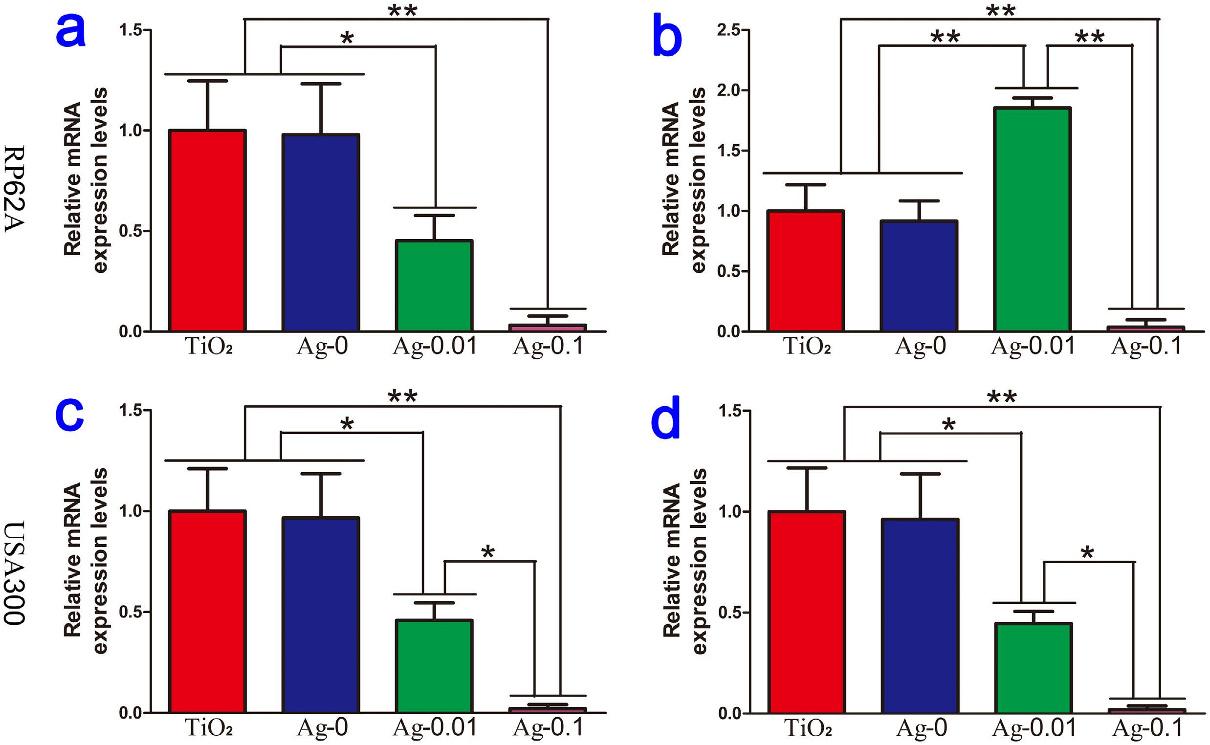 a
**
*
1.5
1.0
0.5
0.0
Relative mRNA
expression levels
RP62A
TiO₂ Ag-0 Ag-0.01 Ag-0.1
b
**
** **
2.5
2.0
1.5
1.0
0.5
0.0
Relative mRNA
expression levels
TiO₂ Ag-0 Ag-0.01 Ag-0.1
c
**
*
*
1.5
1.0
0.5
0.0
Relative mRNA
expression levels
USA300
TiO₂ Ag-0 Ag-0.01 Ag-0.1
d
**
*
*
1.5
1.0
0.5
0.0
Relative mRNA
expression levels
TiO₂ Ag-0 Ag-0.01 Ag-0.1